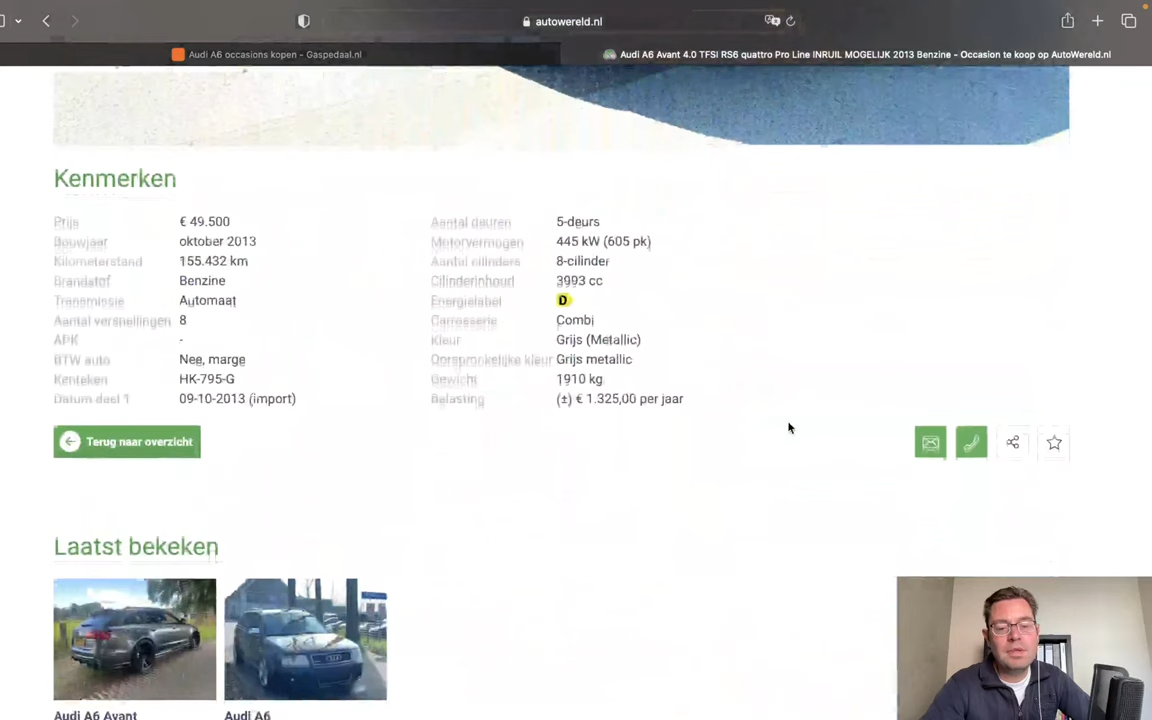 autowereld.nl
Audi A6 occasions kopen - Gaspedaal.nl
Audi A6 Avant 4.0 TFSI RS6 quattro Pro Line INRUIL MOGELIJK 2013 Benzine - Occasion te koop op AutoWereld.nl
Kenmerken
Prijs € 49.500
Bouwjaar oktober 2013
Kilometerstand 155.432 km
Brandstof Benzine
Transmissie Automaat
Aantal versnellingen 8
APK -
BTW auto Nee, marge
Kenteken HK-795-G
Datum deel 1 09-10-2013 (import)
Aantal deuren 5-deurs
Motorvermogen 445 kW (605 pk)
Aantal cilinders 8-cilinder
Cilinderinhoud 3993 cc
Energielabel D
Carrosserie Combi
Kleur Grijs (Metallic)
Oorspronkelijke kleur Grijs metallic
Gewicht 1910 kg
Belasting (±) € 1.325,00 per jaar
Terug naar overzicht
Laatst bekeken
Audi A6 Avant
Audi A6